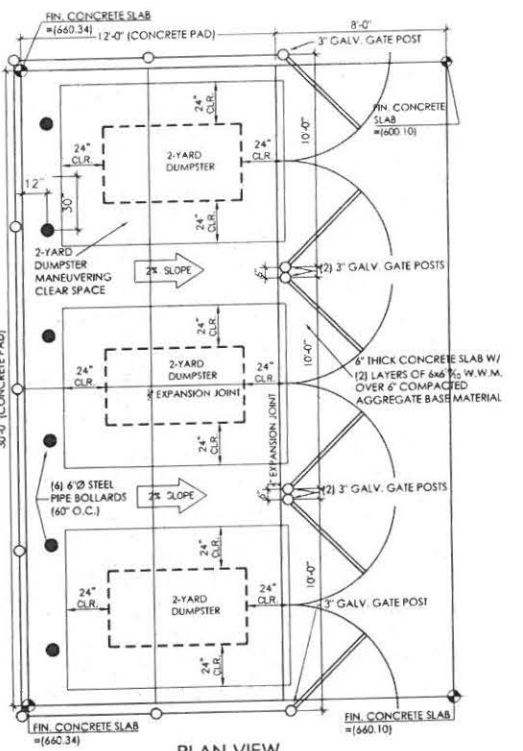 FIN. CONCRETE SLAB
=(660.34)
12'-0" (CONCRETE PAD)
8'-0"
3" GALV. GATE POST
FIN. CONCRETE
SLAB
=(600.10)
24"
CLR.
10'-0"
24"
CLR.
2-YARD
DUMPSTER
24"
CLR.
12"
30"
24"
CLR.
2-YARD
DUMPSTER
MANEUVERING
CLEAR SPACE
2% SLOPE
6"
(2) 3" GALV. GATE POSTS
24"
CLR.
10'-0"
6" THICK CONCRETE SLAB W/
(2) LAYERS OF 6x6 W.W.M.
OVER 6" COMPACTED
AGGREGATE BASE MATERIAL
24"
CLR.
2-YARD
DUMPSTER
24"
CLR.
EXPANSION JOINT
30'-0" (CONCRETE PAD)
24"
CLR.
EXPANSION JOINT
(6) 6"Ø STEEL
PIPE BOLLARDS
(60" O.C.)
2% SLOPE
6"
(2) 3" GALV. GATE POSTS
24"
CLR.
10'-0"
24"
CLR.
2-YARD
DUMPSTER
24"
CLR.
3" GALV. GATE POST
24"
CLR.
FIN. CONCRETE SLAB
=(660.34)
FIN. CONCRETE SLAB
=(660.10)
PLAN VIEW